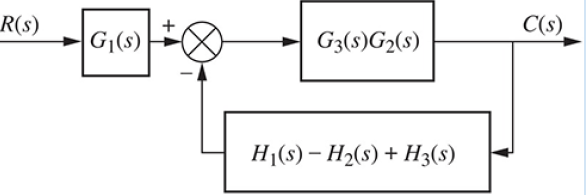 R(s)
G₁(s)
+
−
G₃(s)G₂(s)
C(s)
H₁(s) − H₂(s) + H₃(s)